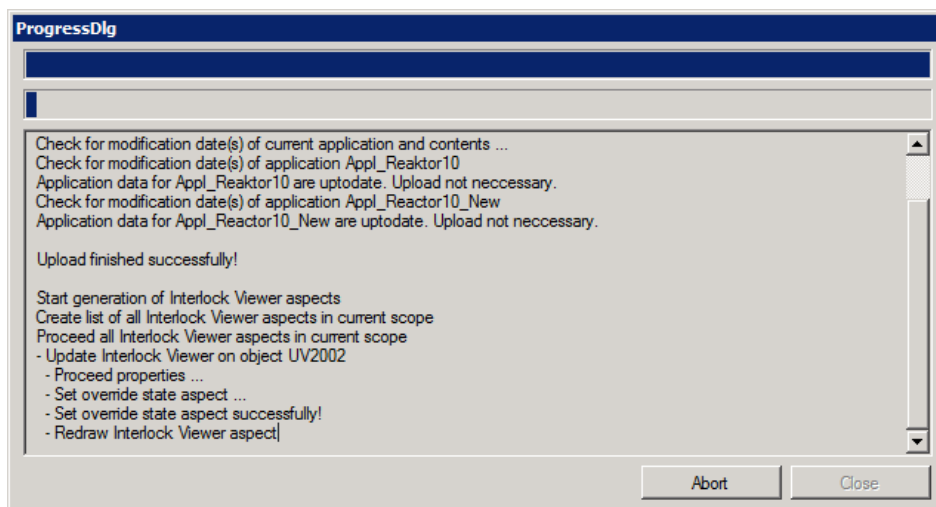 ProgressDlg
Check for modification date(s) of current application and contents ...
Check for modification date(s) of application Appl_Reaktor10
Application data for Appl_Reaktor10 are uptodate. Upload not neccessary.
Check for modification date(s) of application Appl_Reactor10_New
Application data for Appl_Reactor10_New are uptodate. Upload not neccessary.
Upload finished successfully!
Start generation of Interlock Viewer aspects
Create list of all Interlock Viewer aspects in current scope
Proceed all Interlock Viewer aspects in current scope
- Update Interlock Viewer on object UV2002
- Proceed properties ...
- Set override state aspect ...
- Set override state aspect successfully!
- Redraw Interlock Viewer aspect
Abort
Close